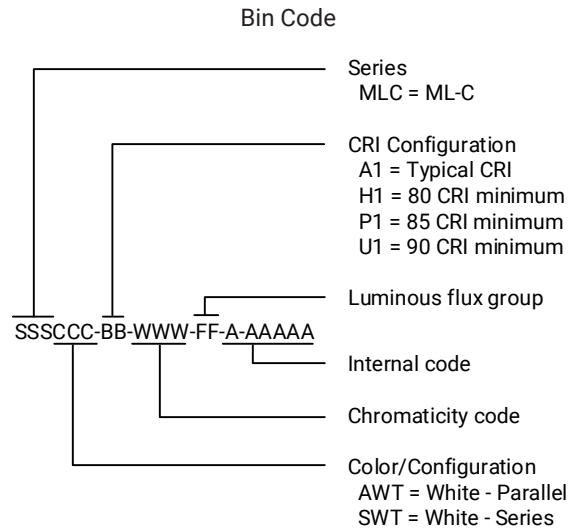 Bin Code
Series
MLC = ML-C
CRI Configuration
A1 = Typical CRI
H1 = 80 CRI minimum
P1 = 85 CRI minimum
U1 = 90 CRI minimum
Luminous flux group
SSSCCC-BB-WWW-FF-A-AAAAA
Internal code
Chromaticity code
Color/Configuration
AWT = White - Parallel
SWT = White - Series